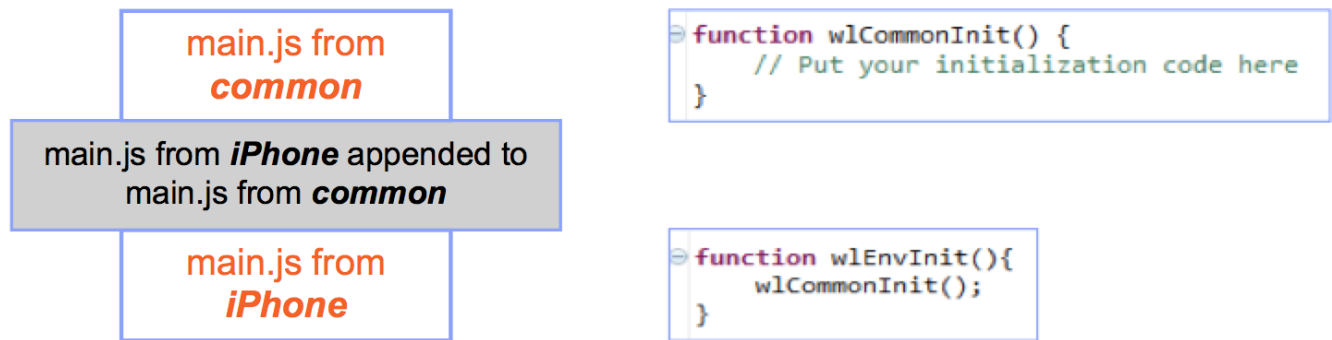 main.js from
common
main.js from iPhone appended to
main.js from common
main.js from
iPhone
function wlCommonInit() {
// Put your initialization code here
}
function wlEnvInit(){
wlCommonInit();
}